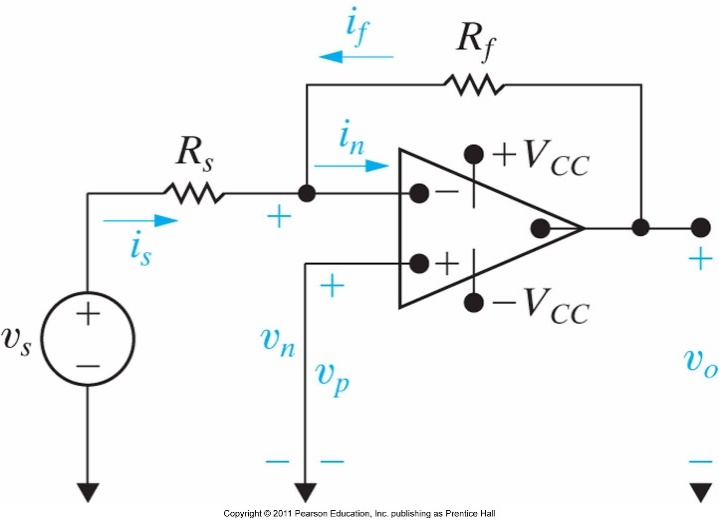 i_f
R_f
R_s
i_n
+V_CC
−
+
i_s
+
+
−V_CC
+
+
v_s
−
v_n
v_p
v_o
−
−
−
Copyright © 2011 Pearson Education, Inc. publishing as Prentice Hall